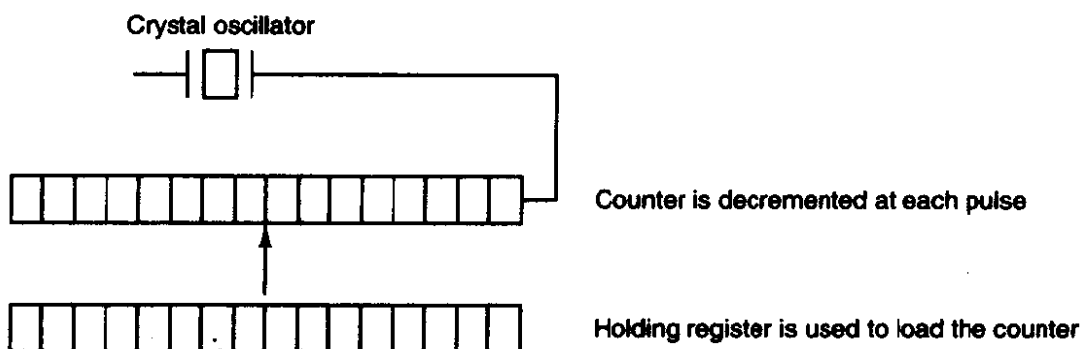 Crystal oscillator
Counter is decremented at each pulse
Holding register is used to load the counter